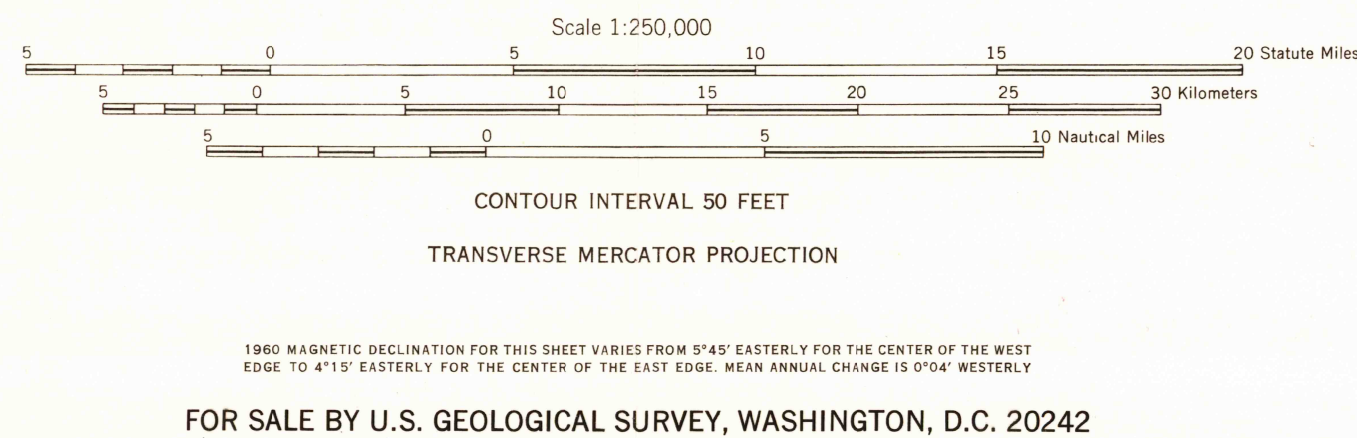 Scale 1:250,000
5 0 5 10 15 20 Statute Miles
5 0 5 10 15 20 25 30 Kilometers
5 0 5 10 Nautical Miles
CONTOUR INTERVAL 50 FEET
TRANSVERSE MERCATOR PROJECTION
1960 MAGNETIC DECLINATION FOR THIS SHEET VARIES FROM 5°45′ EASTERLY FOR THE CENTER OF THE WEST
EDGE TO 4°15′ EASTERLY FOR THE CENTER OF THE EAST EDGE. MEAN ANNUAL CHANGE IS 0°04′ WESTERLY
FOR SALE BY U.S. GEOLOGICAL SURVEY, WASHINGTON, D.C. 20242